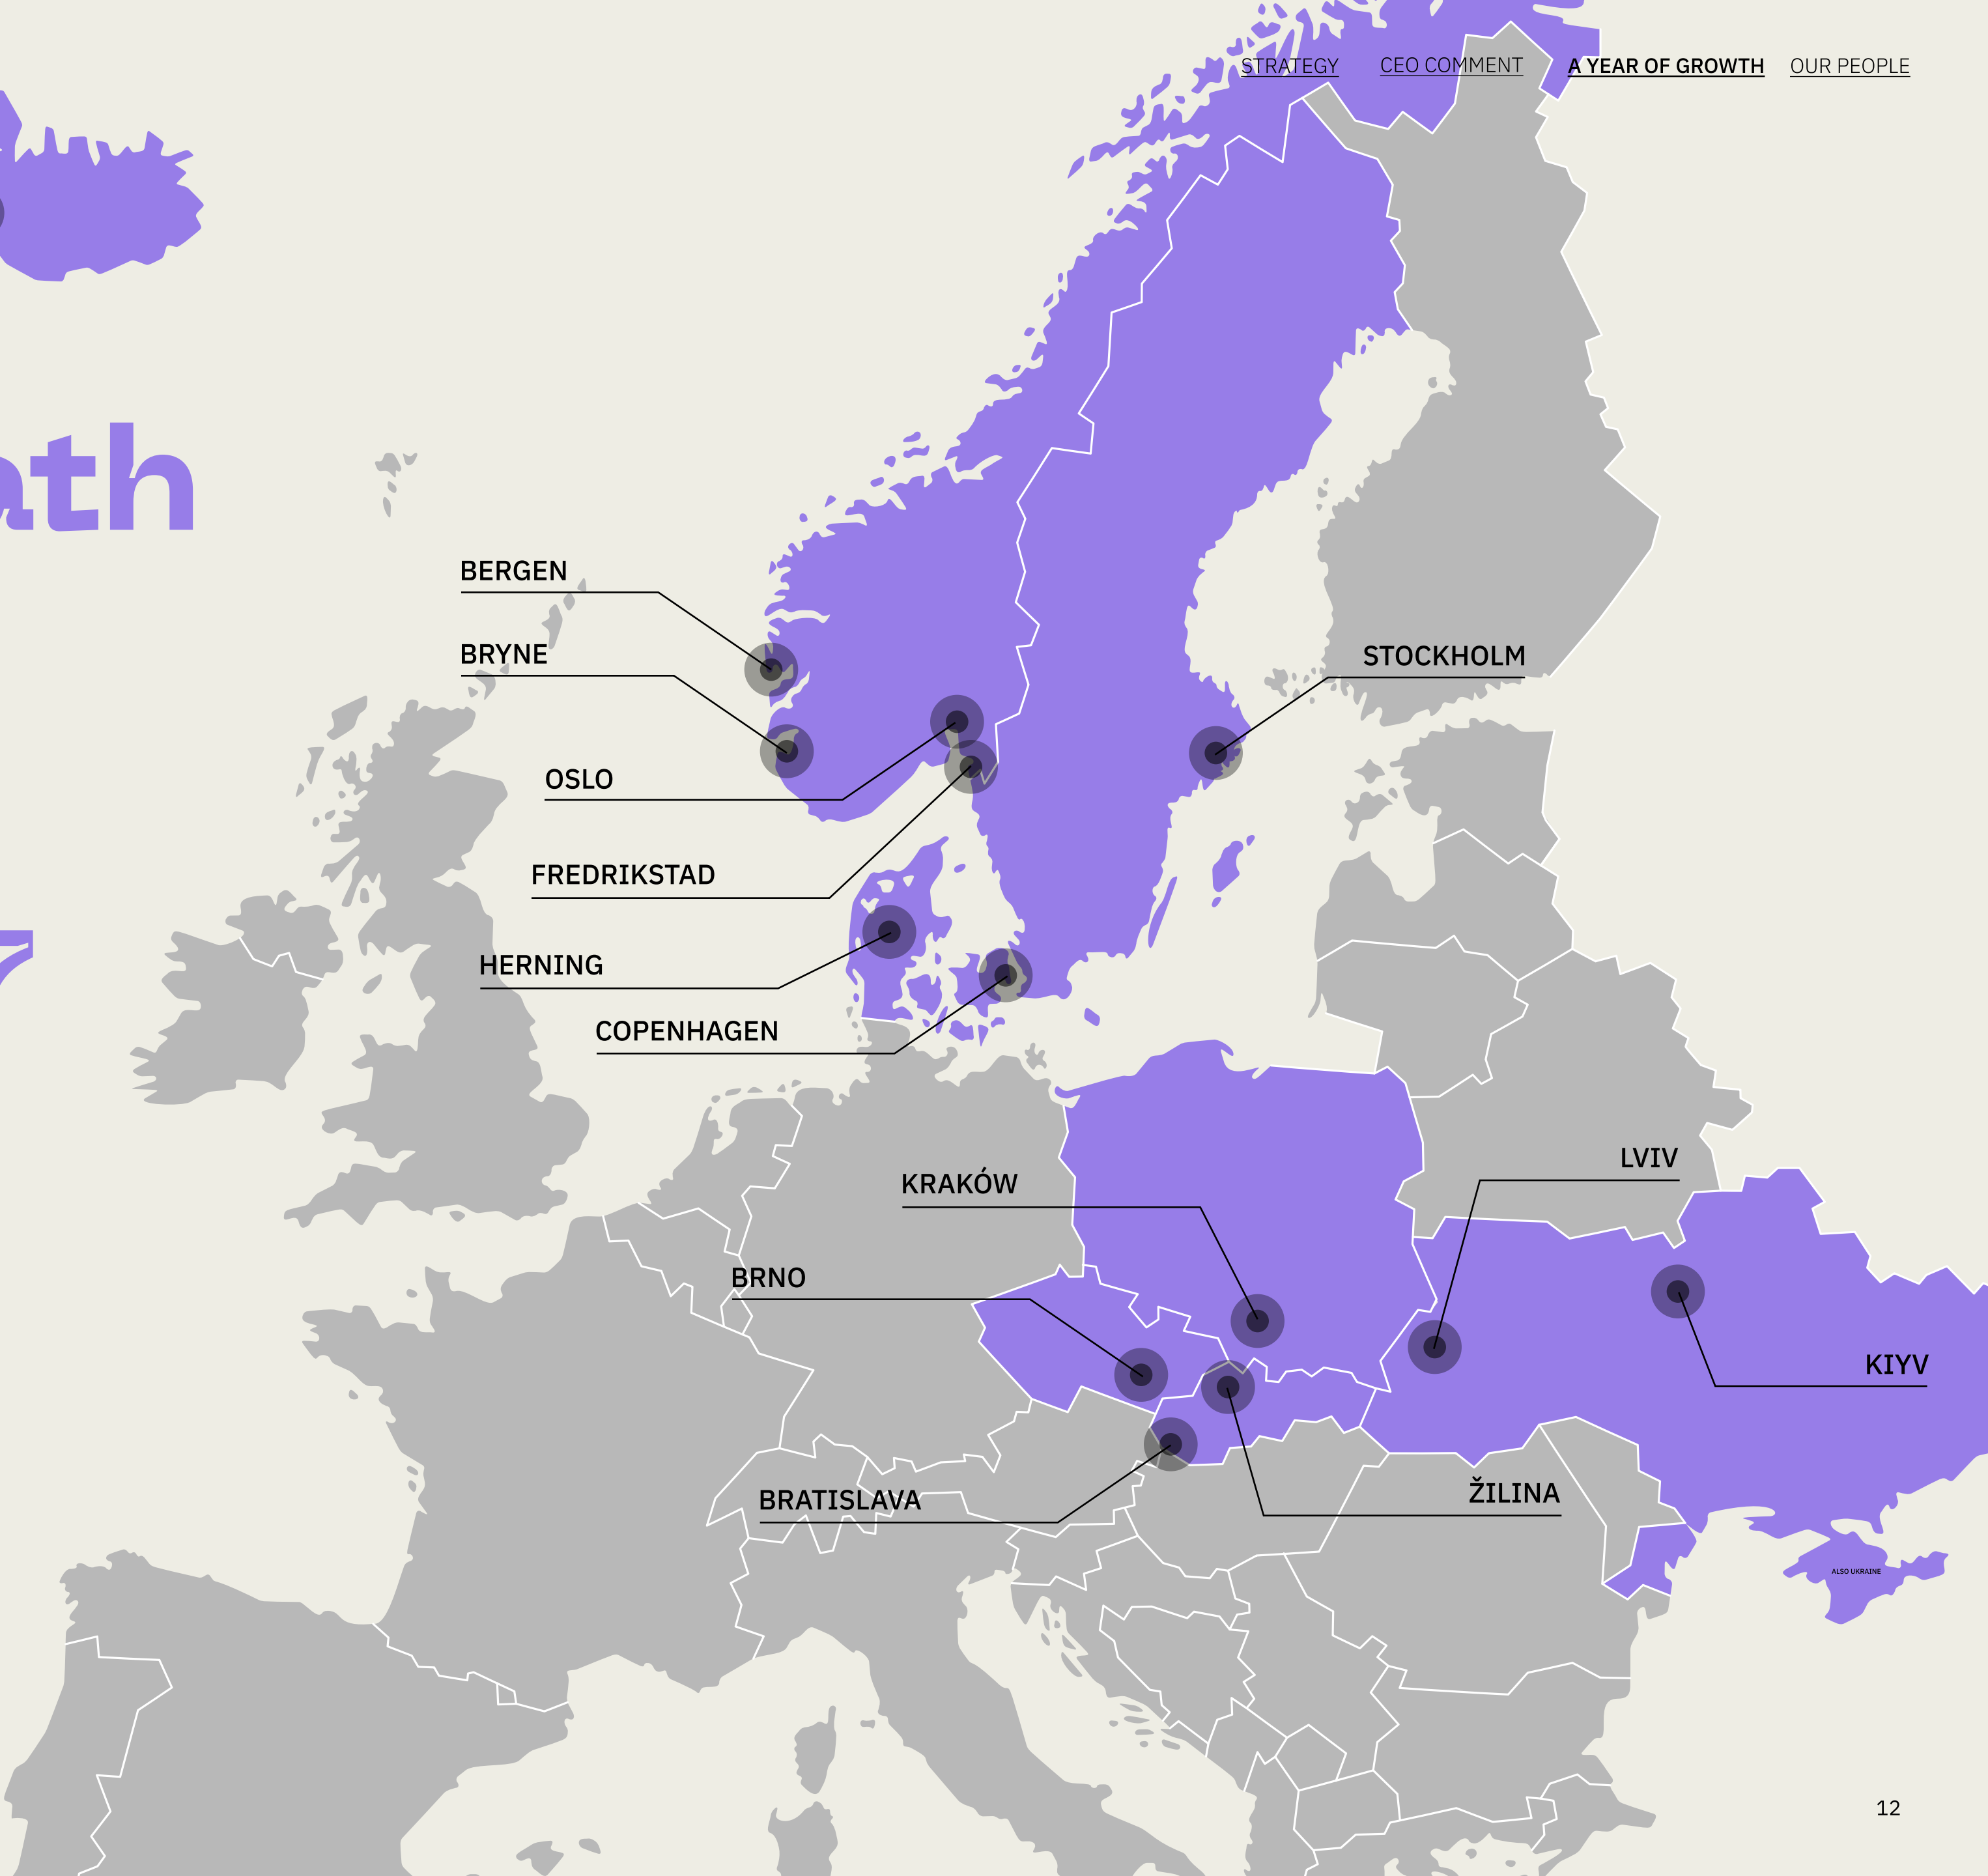 STRATEGY CEO COMMENT A YEAR OF GROWTH OUR PEOPLE
BERGEN
BRYNE
STOCKHOLM
OSLO
FREDRIKSTAD
HERNING
COPENHAGEN
LVIV
KRAKÓW
BRNO
KIYV
BRATISLAVA
ŽILINA
ALSO UKRAINE
12